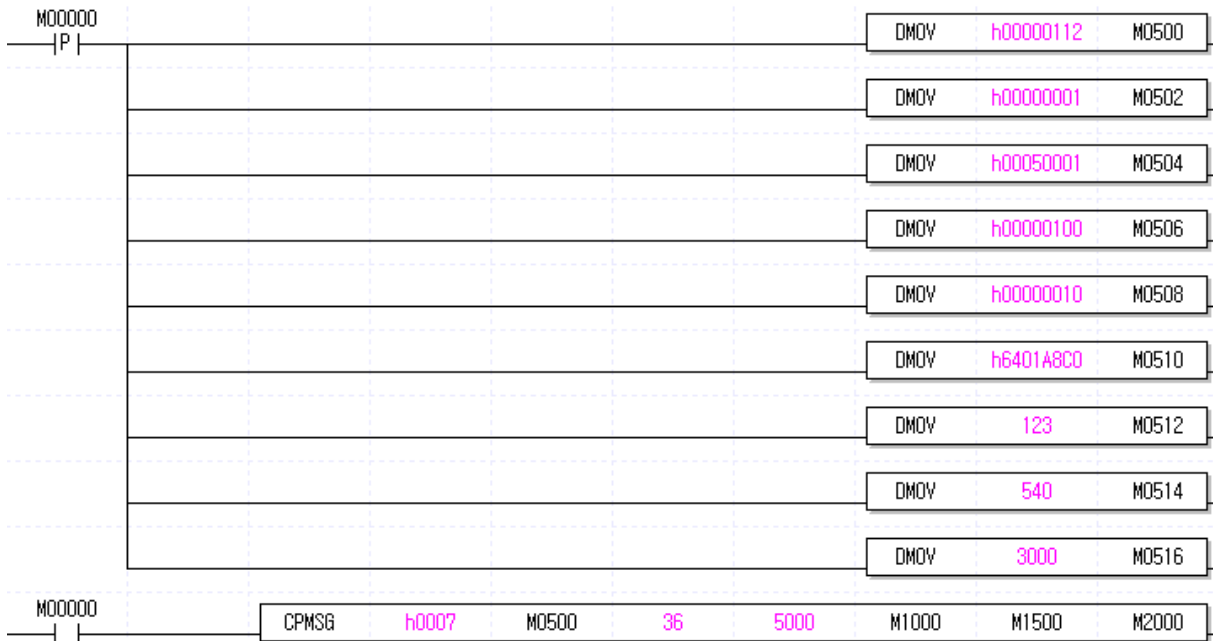 M00000
P
DMOV h00000112 M0500
DMOV h00000001 M0502
DMOV h00050001 M0504
DMOV h00000100 M0506
DMOV h00000010 M0508
DMOV h6401A8C0 M0510
DMOV 123 M0512
DMOV 540 M0514
DMOV 3000 M0516
M00000
CPMSG h0007 M0500 36 5000 M1000 M1500 M2000